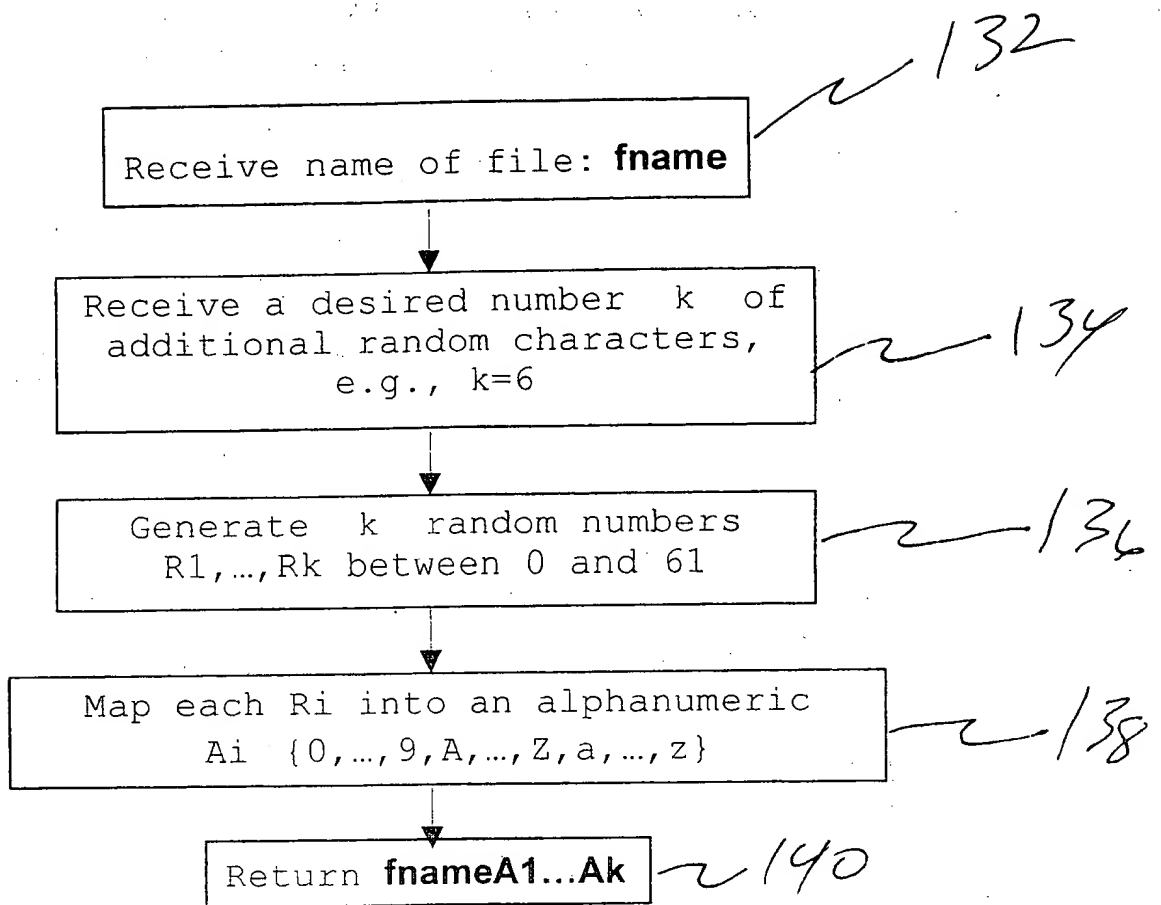 132
Receive name of file: fname
Receive a desired number k of
additional random characters,
e.g., k=6
134
Generate k random numbers
R1,…,Rk between 0 and 61
136
Map each Ri into an alphanumeric
Ai {0,…,9,A,…,Z,a,…,z}
138
Return fnameA1...Ak
140